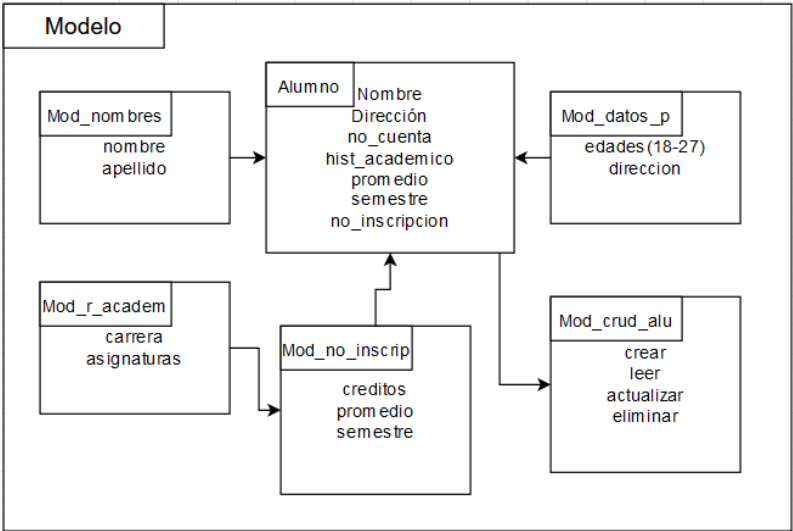 Modelo
Mod_nombres
nombre
apellido
Alumno
Nombre
Dirección
no_cuenta
hist_academico
promedio
semestre
no_inscripcion
Mod_datos_p
edades(18-27)
direccion
Mod_r_academ
carrera
asignaturas
Mod_no_inscrip
creditos
promedio
semestre
Mod_crud_alu
crear
leer
actualizar
eliminar